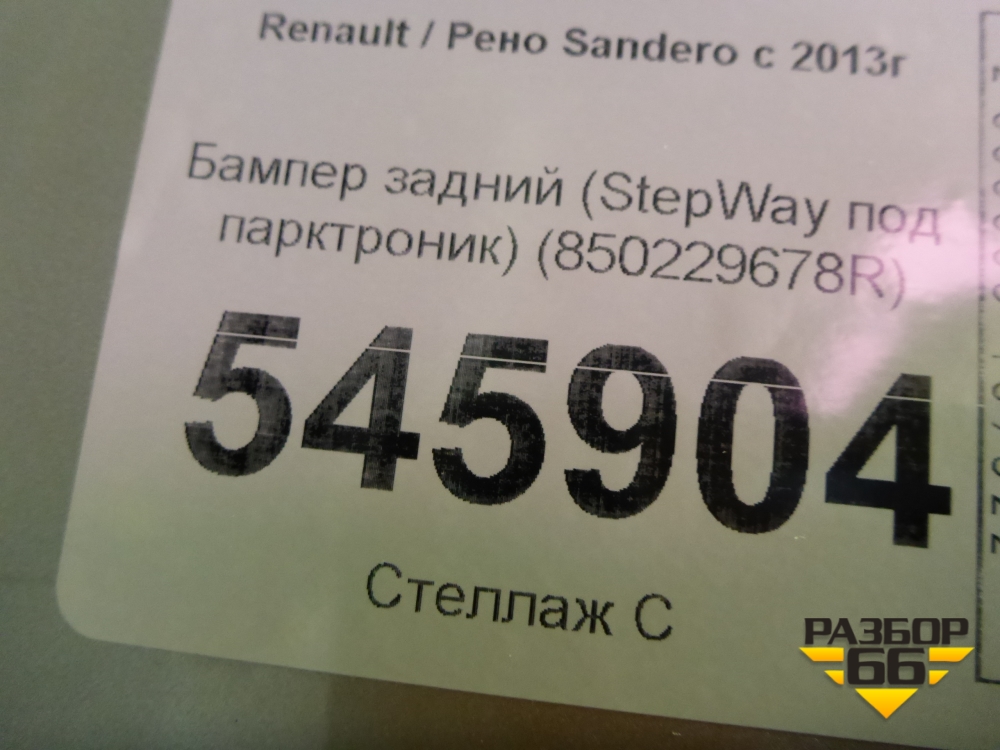 Renault / Рено Sandero с 2013г
Бампер задний (StepWay под
парктроник) (850229678R)
545904
Стеллаж С
РАЗБОР
66